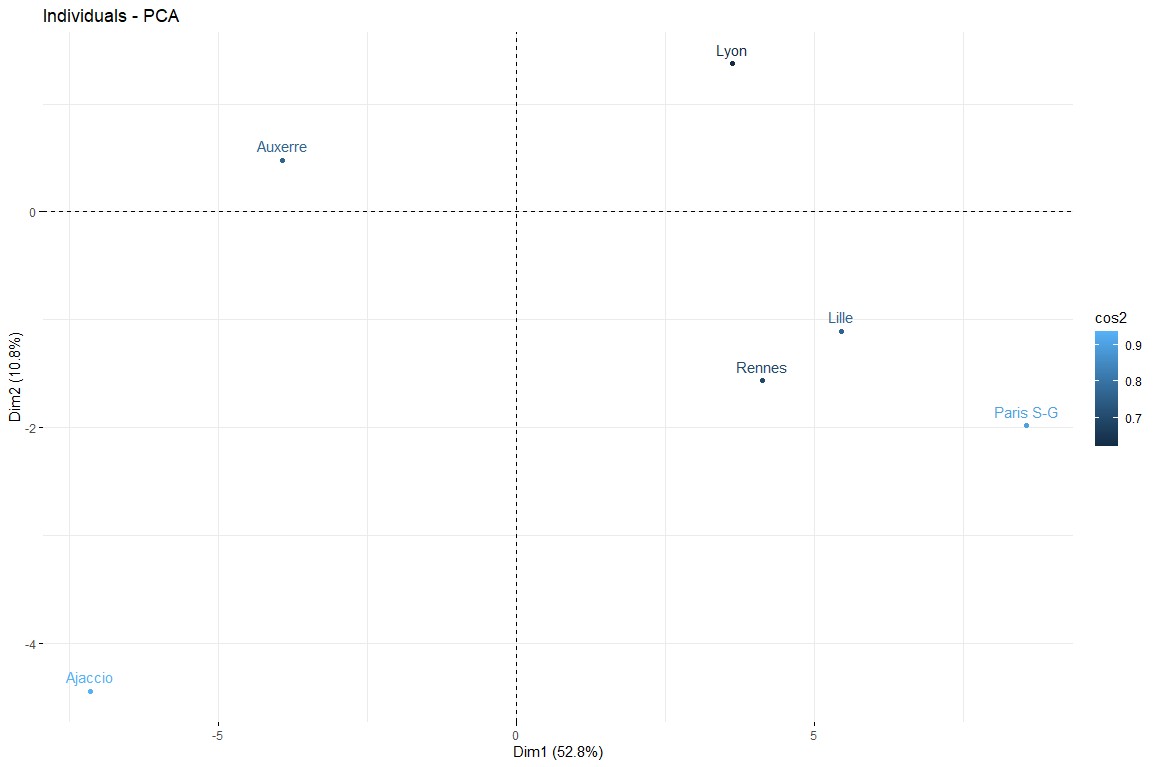 Individuals - PCA
Lyon
Auxerre
0
Lille
cos2
0.9
Rennes
0.8
Paris S-G
0.7
Dim2 (10.8%)
-2
-4
Ajaccio
-5
0
5
Dim1 (52.8%)